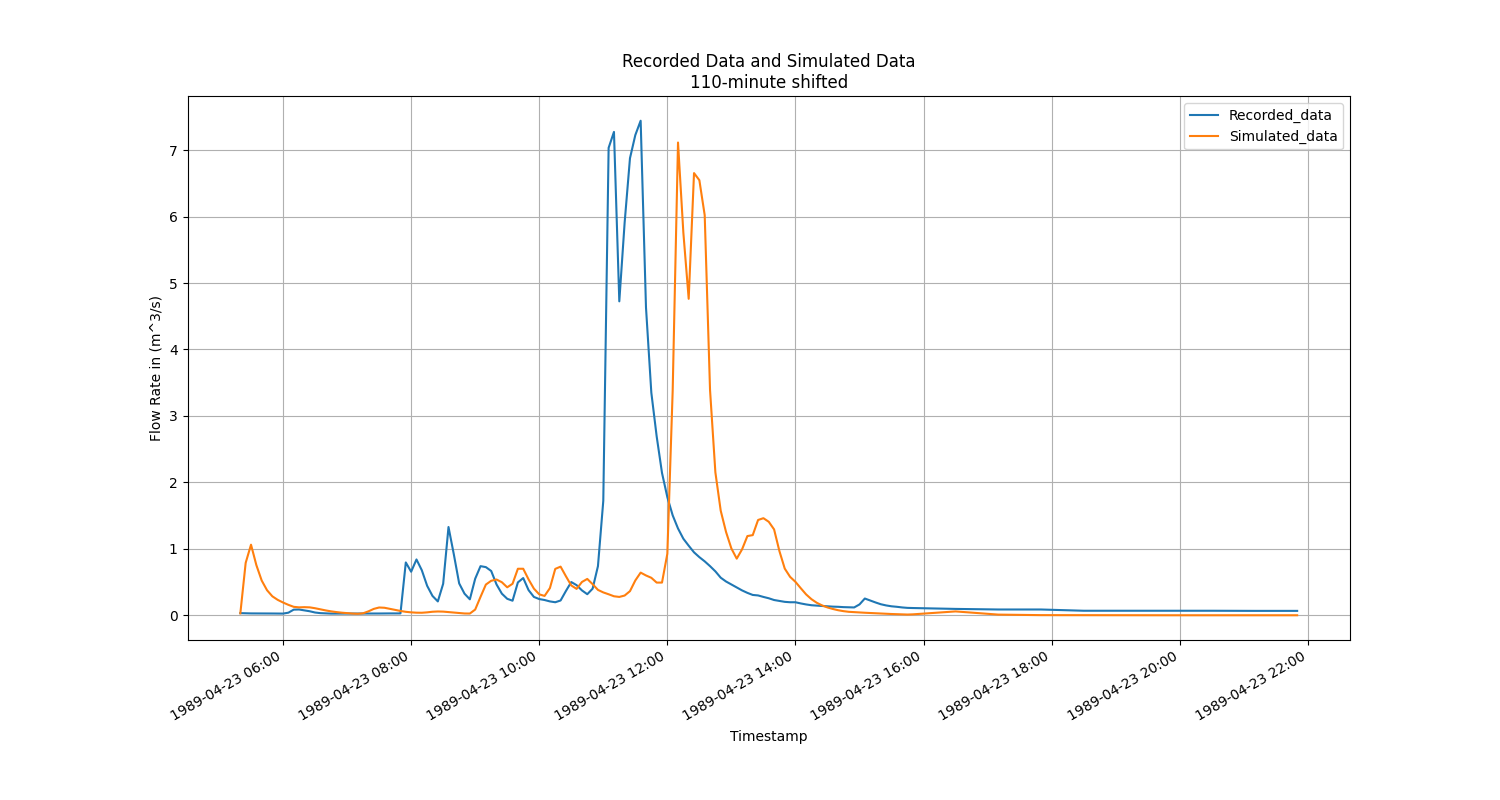 Recorded Data and Simulated Data
110-minute shifted
Recorded_data
Simulated_data
Flow Rate in (m^3/s)
7
6
5
4
3
2
1
0
1989-04-23 06:00
1989-04-23 08:00
1989-04-23 10:00
1989-04-23 12:00
1989-04-23 14:00
1989-04-23 16:00
1989-04-23 18:00
1989-04-23 20:00
1989-04-23 22:00
Timestamp